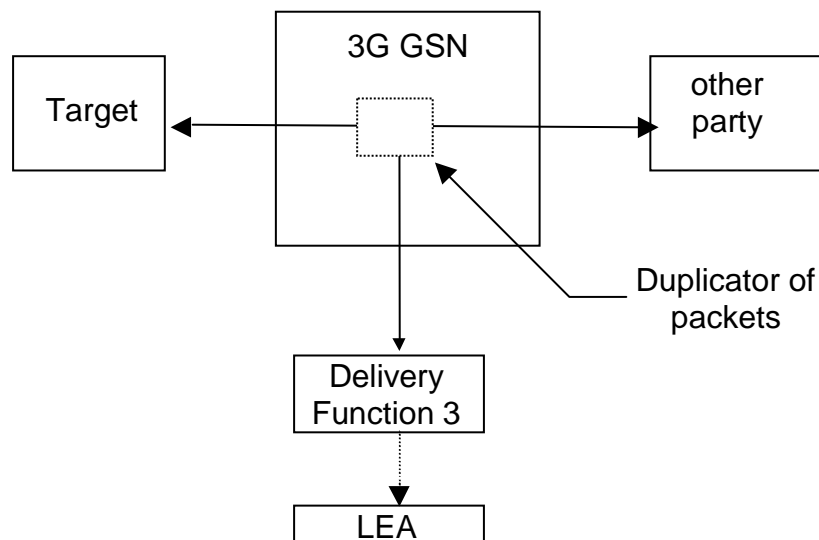 3G GSN
Target
other
party
Duplicator of
packets
Delivery
Function 3
LEA